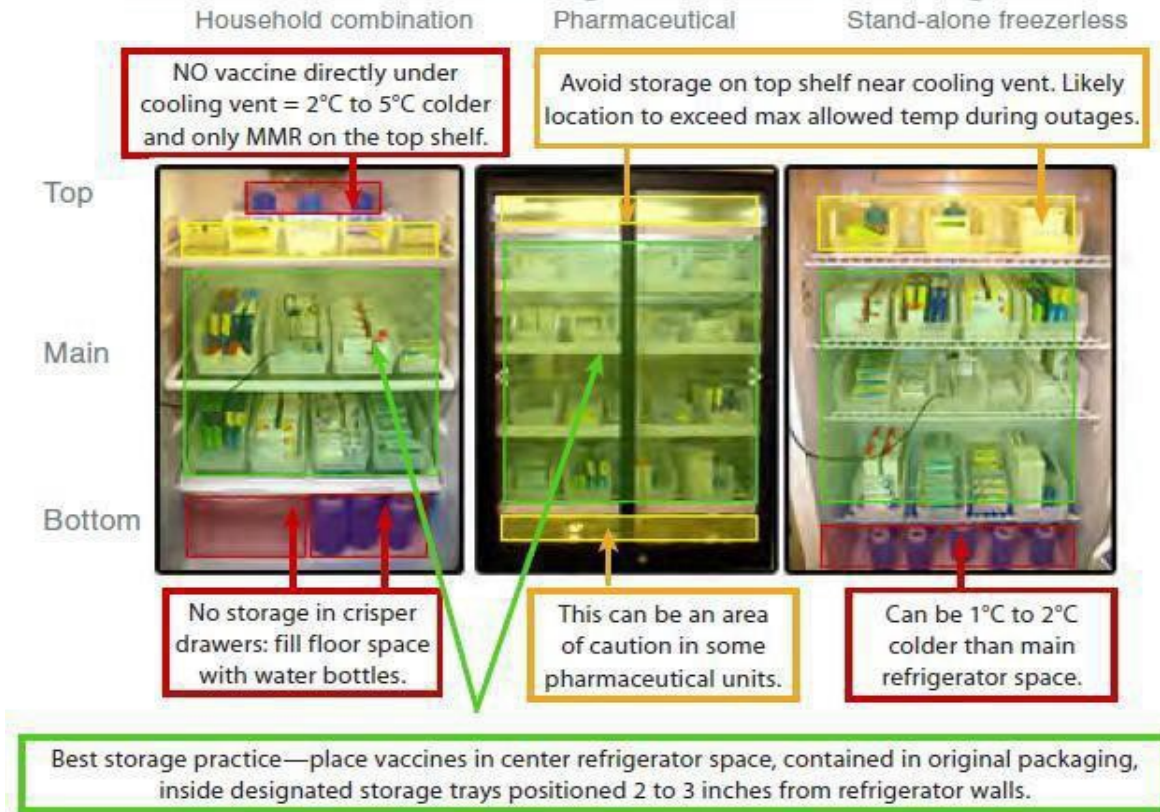 Household combination
Pharmaceutical
Stand-alone freezerless
NO vaccine directly under
cooling vent = 2°C to 5°C colder
and only MMR on the top shelf.
Avoid storage on top shelf near cooling vent. Likely
location to exceed max allowed temp during outages.
Top
Main
Bottom
No storage in crisper
drawers: fill floor space
with water bottles.
This can be an area
of caution in some
pharmaceutical units.
Can be 1°C to 2°C
colder than main
refrigerator space.
Best storage practice—place vaccines in center refrigerator space, contained in original packaging,
inside designated storage trays positioned 2 to 3 inches from refrigerator walls.